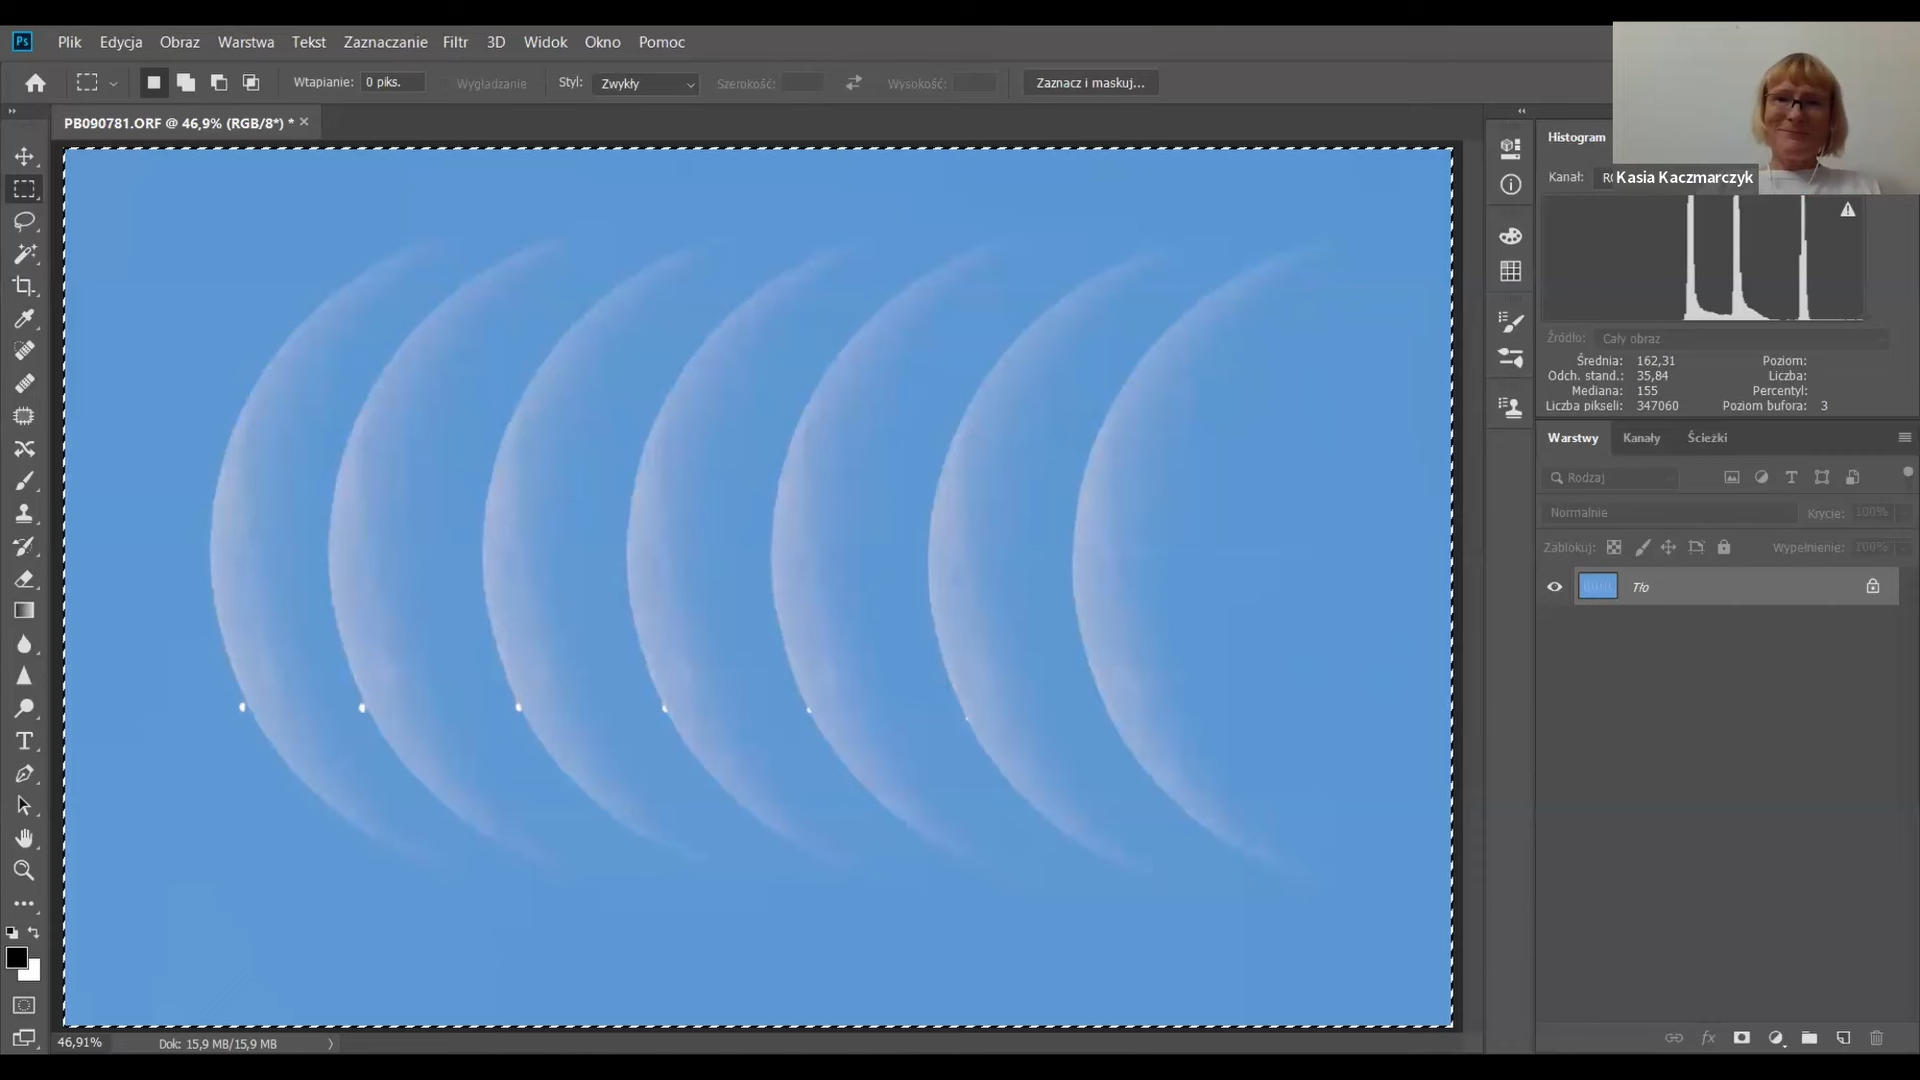 Ps Plik Edycja Obraz Warstwa Tekst Zaznaczanie Filtr 3D Widok Okno Pomoc
Wtapianie: 0 piks. Wygładzanie Styl: Zwykły Szerokość: Wysokość: Zaznacz i maskuj...
PB090781.ORF @ 46,9% (RGB/8*) * ×
Histogram
Kanał:
Kasia Kaczmarczyk
Źródło: Cały obraz
Średnia: 162,31 Poziom:
Odch. stand.: 35,84 Liczba:
Mediana: 155 Percentyl:
Liczba pikseli: 347060 Poziom bufora: 3
Warstwy Kanały Ścieżki
Rodzaj
Normalnie Krycie: 100%
Zablokuj: Wypełnienie: 100%
Tło
fx
46,91% Dok: 15,9 MB/15,9 MB